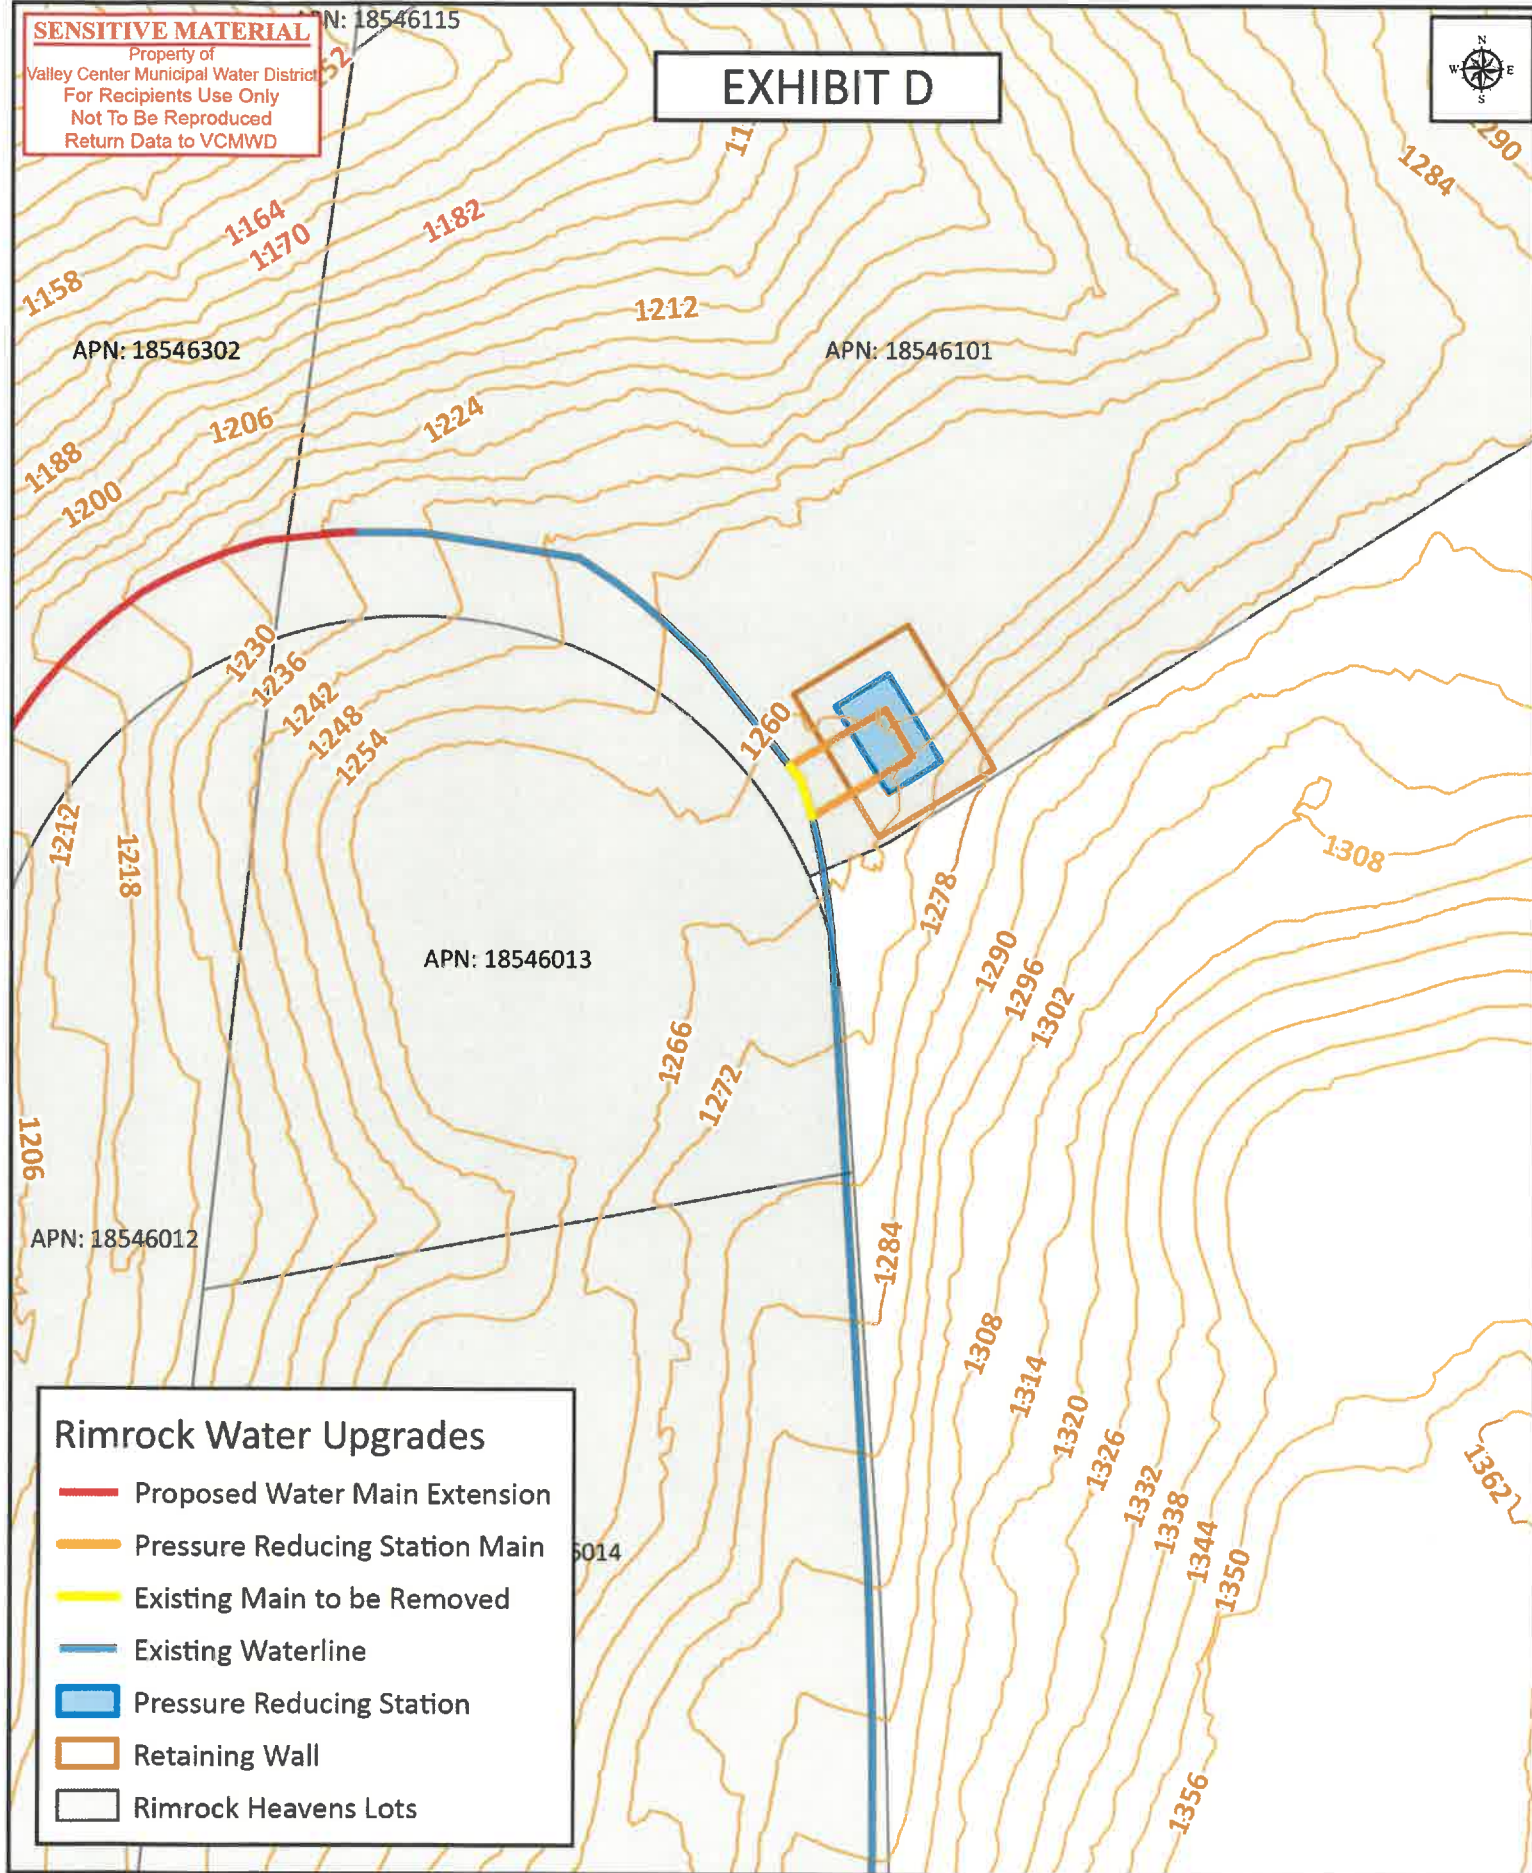 SENSITIVE MATERIAL
Property of
Valley Center Municipal Water District
For Recipients Use Only
Not To Be Reproduced
Return Data to VCMWD
N: 18546115
EXHIBIT D
N
W E
S
52
11
1290
1284
1164
1170
1182
1158
1212
APN: 18546302
APN: 18546101
1206
1224
1188
1200
1230
1236
1242
1248
1254
1260
1212
1218
1308
1278
APN: 18546013
1290
1296
1302
1266
1272
1206
APN: 18546012
1284
1308
1314
1320
1326
1332
1338
1344
1350
1362
1356
6014
Rimrock Water Upgrades
Proposed Water Main Extension
Pressure Reducing Station Main
Existing Main to be Removed
Existing Waterline
Pressure Reducing Station
Retaining Wall
Rimrock Heavens Lots